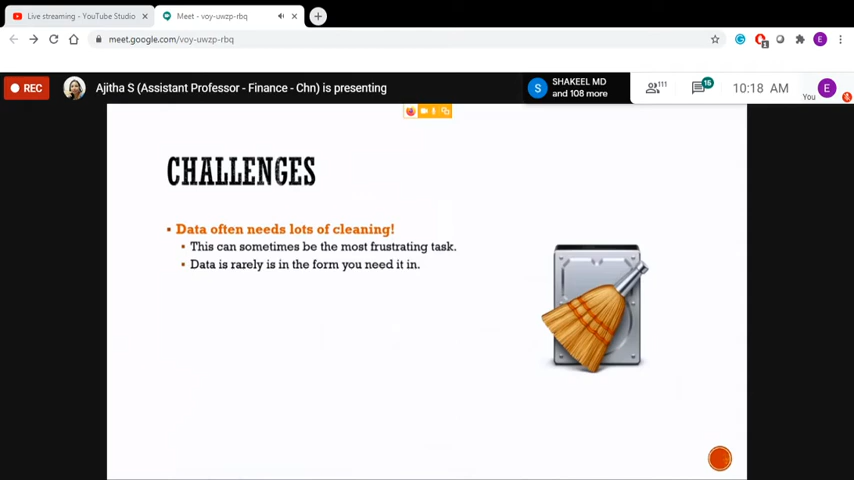 Live streaming - YouTube Studio
Meet - voy-uwzp-rbq
meet.google.com/voy-uwzp-rbq
E
1
REC
Ajitha S (Assistant Professor - Finance - Chn) is presenting
S
SHAKEEL MD
and 108 more
111
16
10:18 AM
You
E
CHALLENGES
Data often needs lots of cleaning!
This can sometimes be the most frustrating task.
Data is rarely is in the form you need it in.